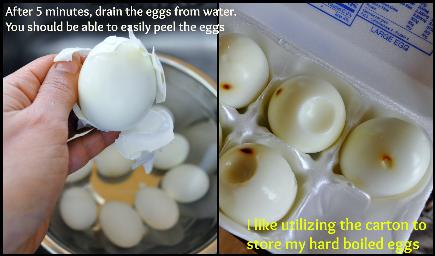 After 5 minutes, drain the eggs from water.
You should be able to easily peel the eggs
LARGE EGG
I like utilizing the carton to
store my hard boiled eggs